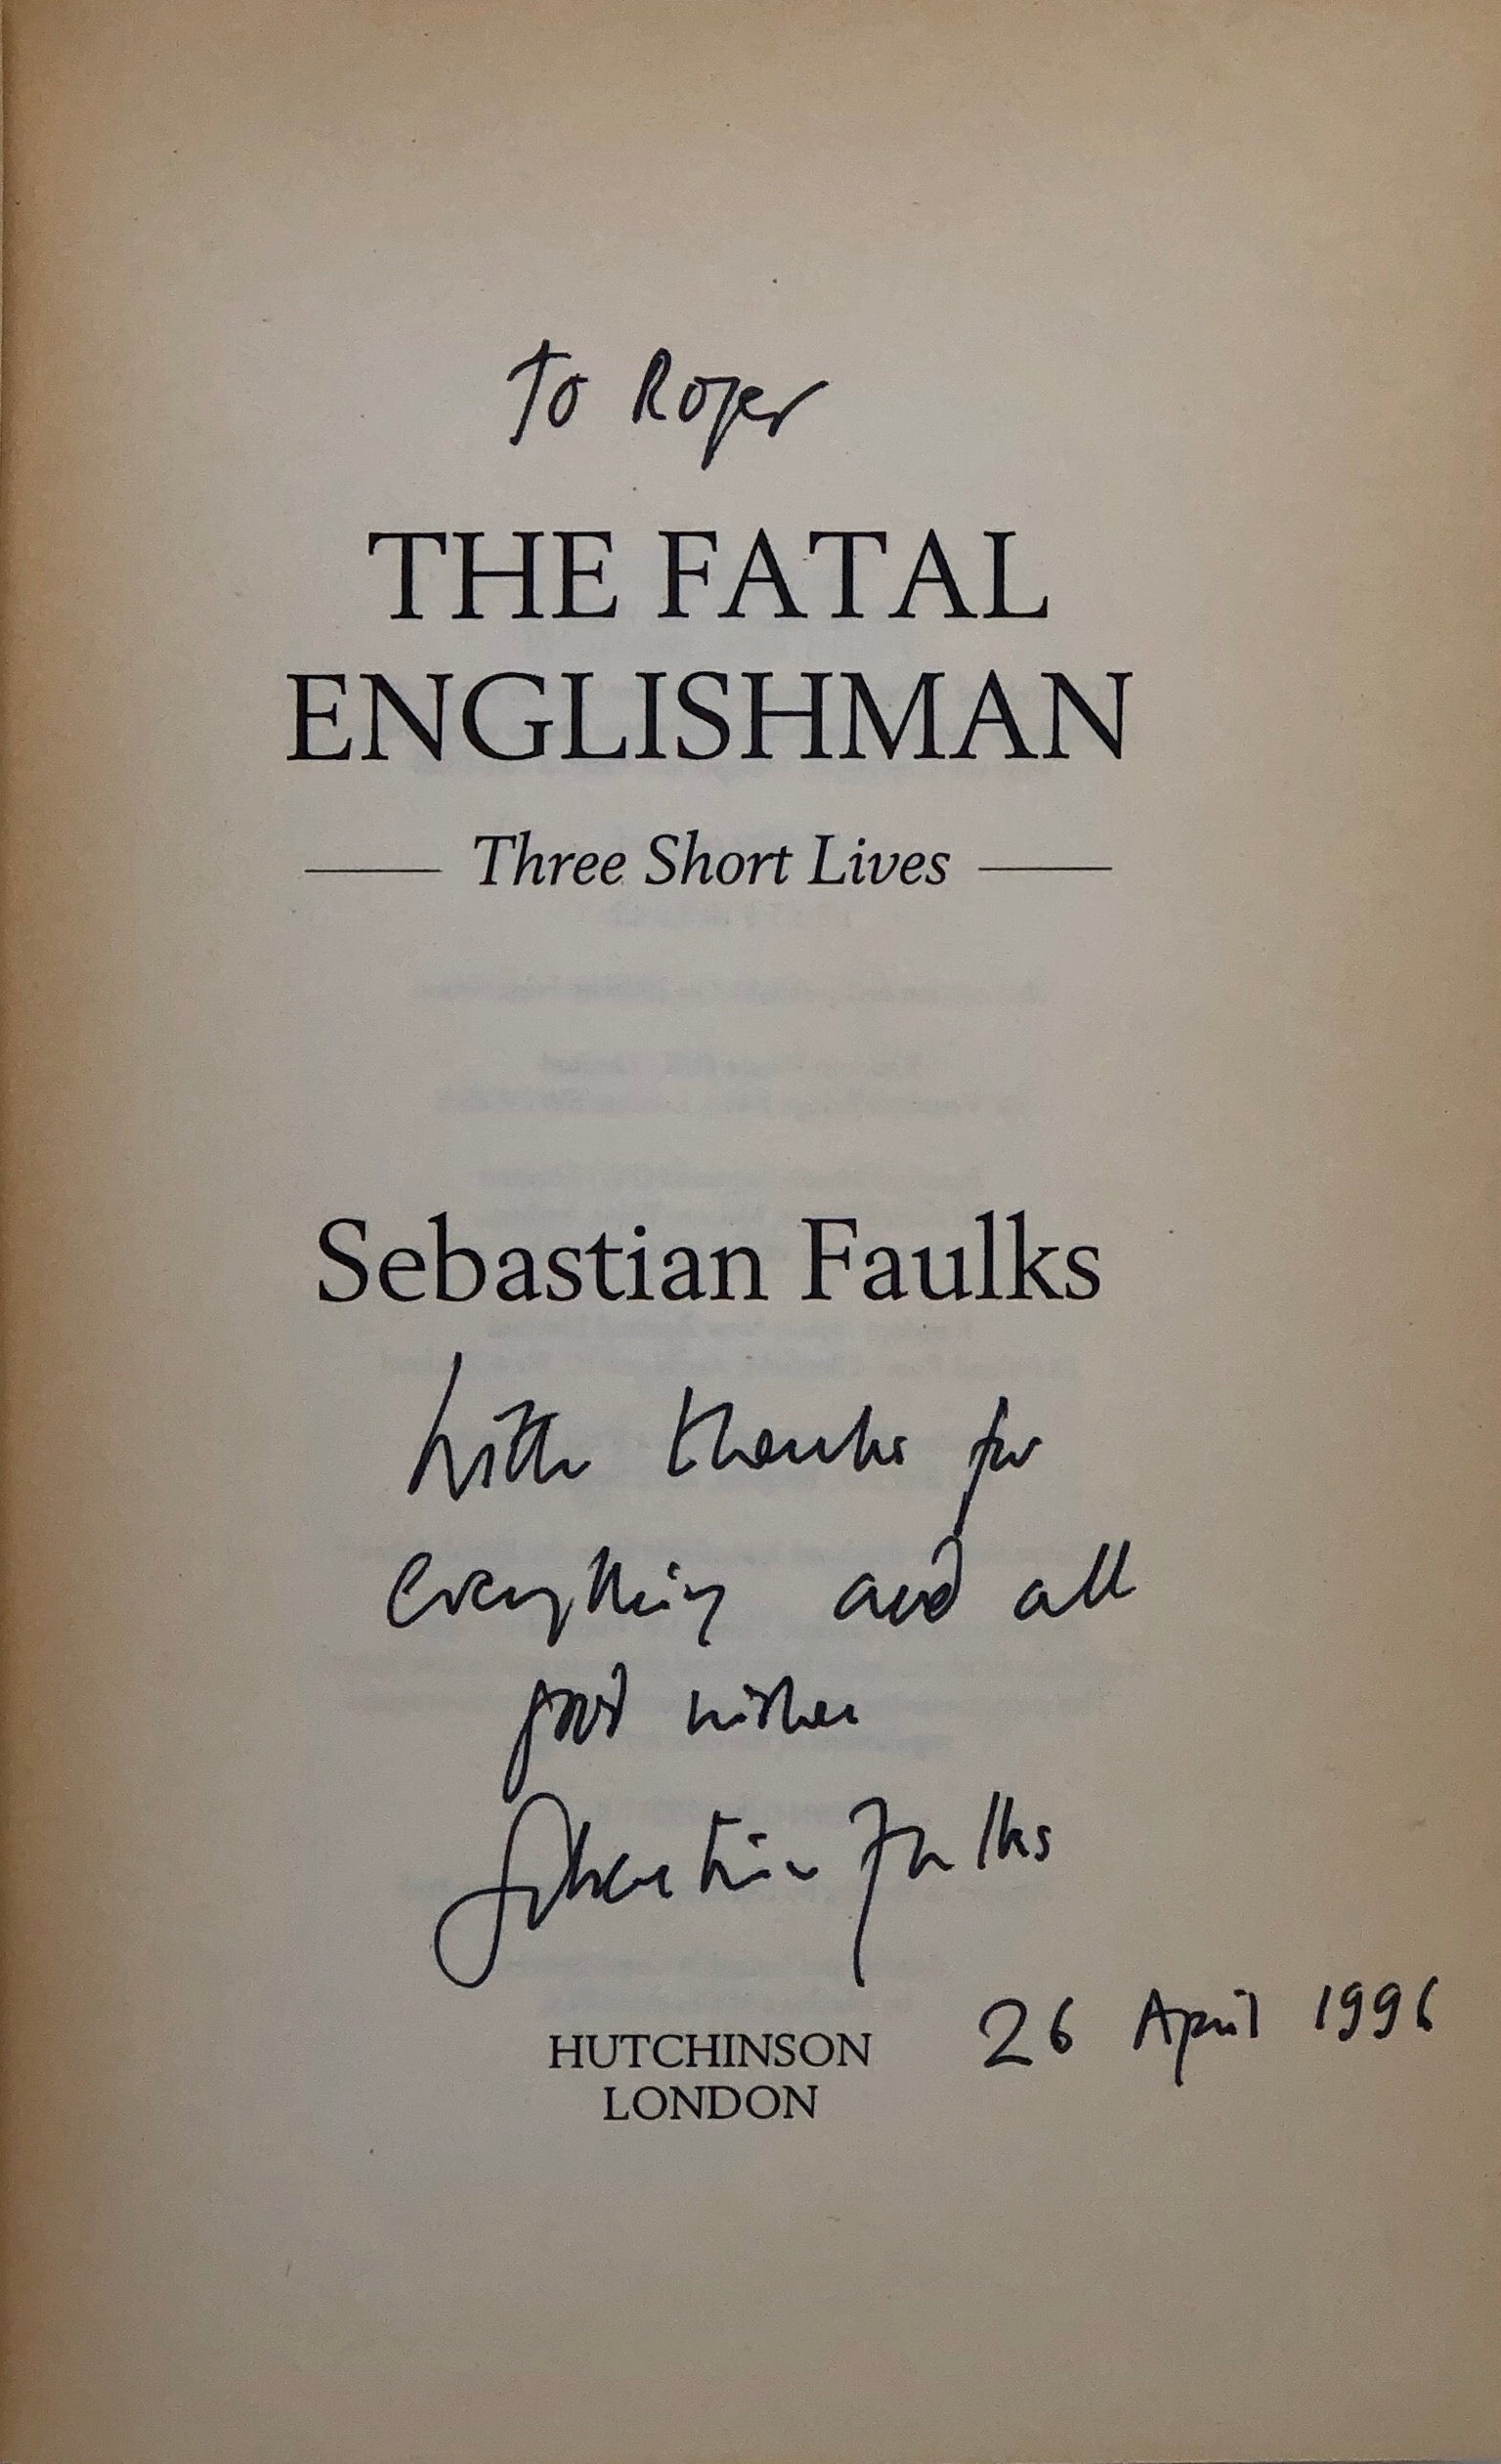 To Roger
THE FATAL
ENGLISHMAN
Three Short Lives
Sebastian Faulks
With thanks for
everything and all
good wishes
Sebastian Faulks
26 April 1996
HUTCHINSON
LONDON